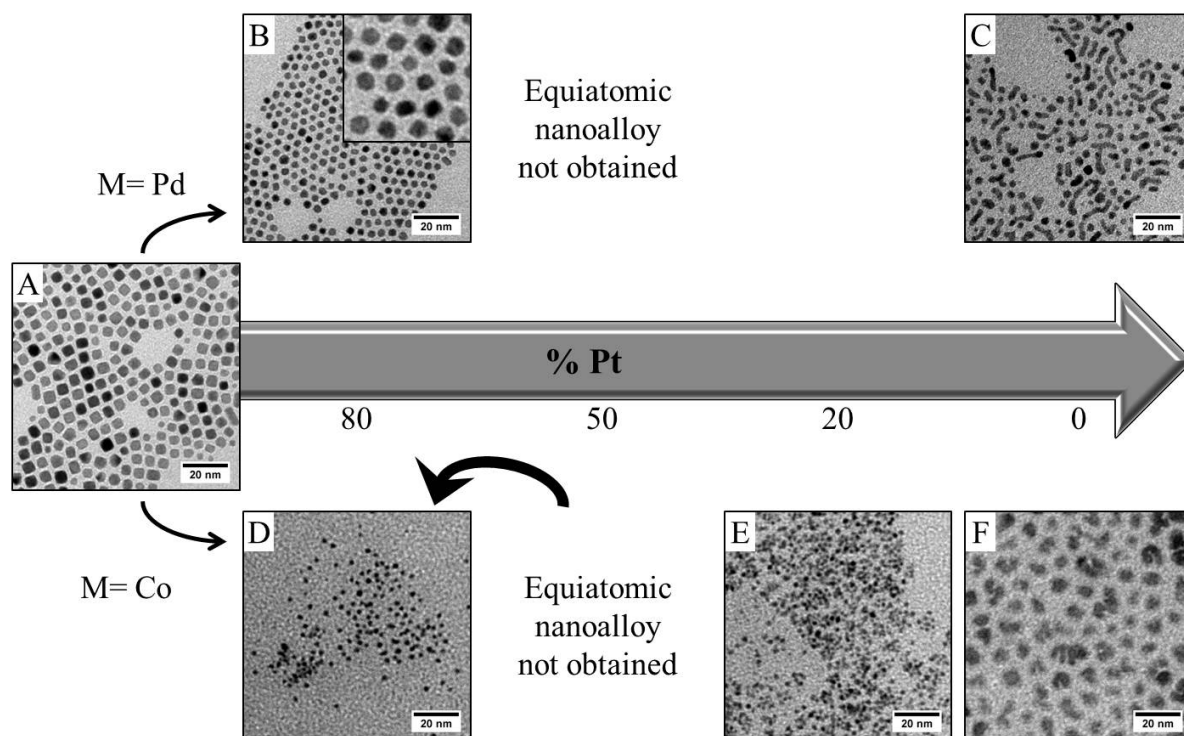 B
20 nm
Equiatomic
nanoalloy
not obtained
C
20 nm
M= Pd
A
20 nm
% Pt
80
50
20
0
M= Co
D
20 nm
Equiatomic
nanoalloy
not obtained
E
20 nm
F
20 nm